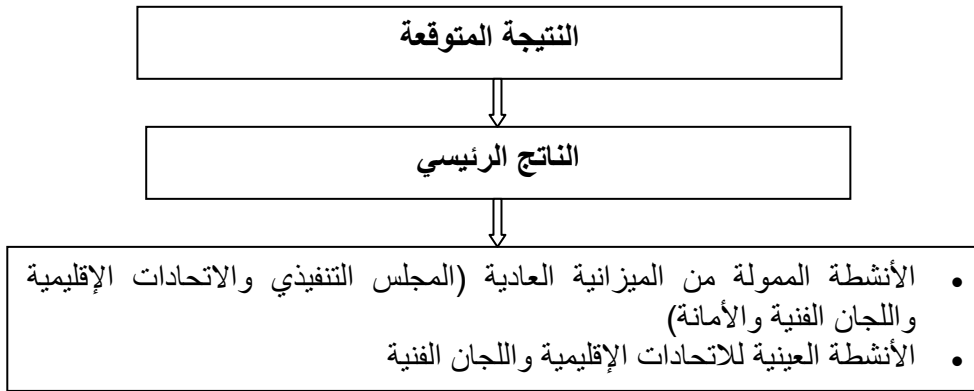 النتيجة المتوقعة
الناتج الرئيسي
• الأنشطة الممولة من الميزانية العادية (المجلس التنفيذي والاتحادات الإقليمية
واللجان الفنية والأمانة)
• الأنشطة العينية للاتحادات الإقليمية واللجان الفنية